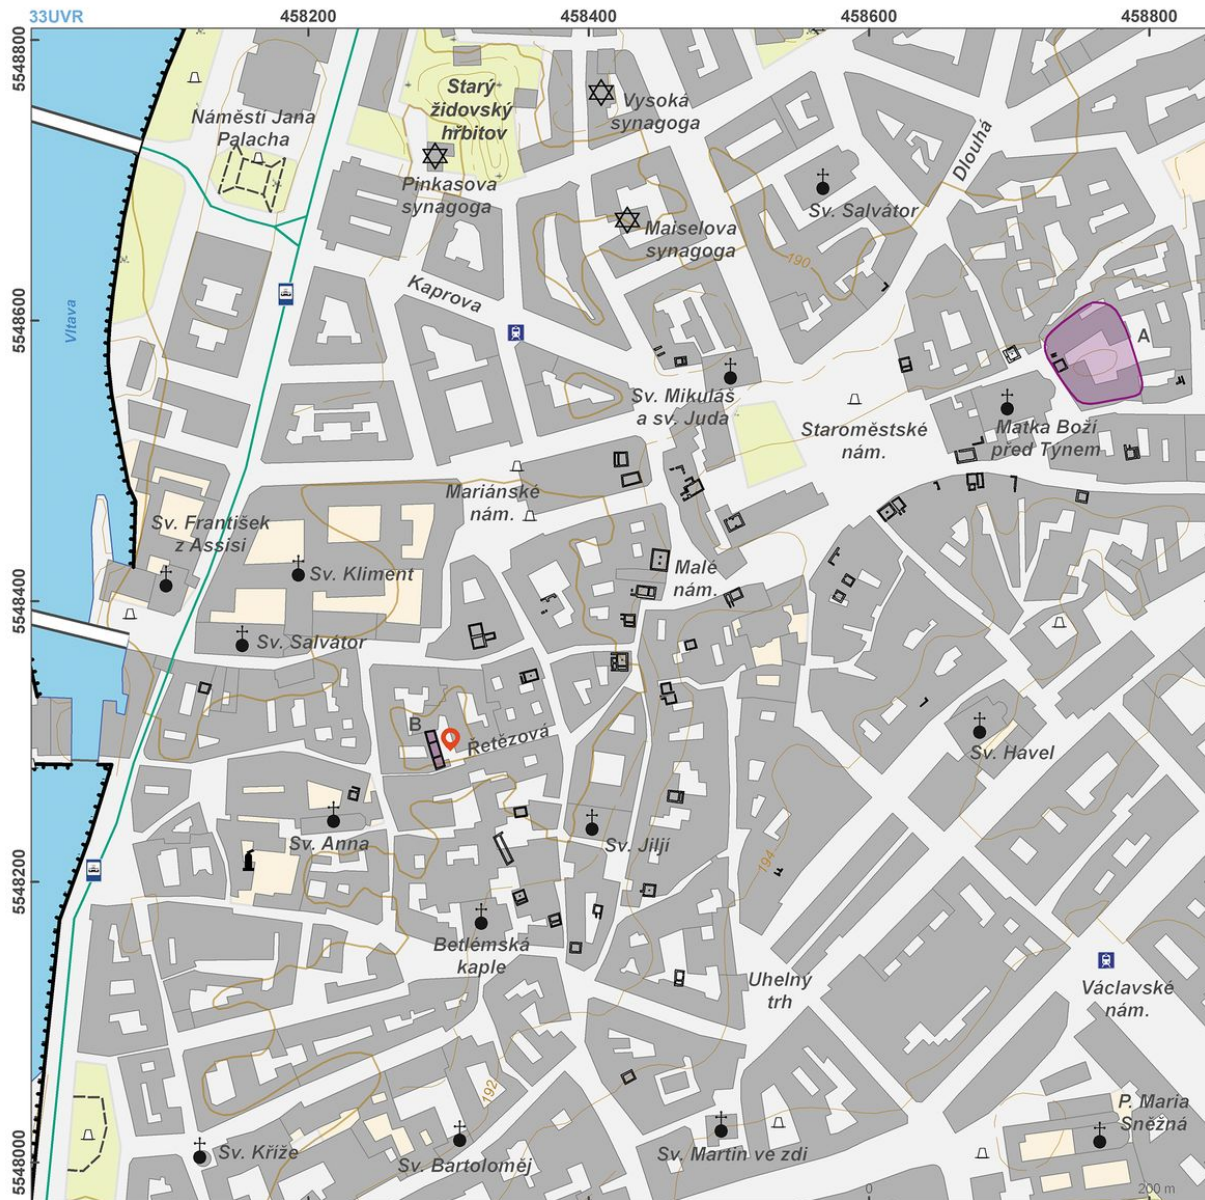 33UVR
458200
458400
458600
458800
5548800
5548600
5548400
5548200
5548000
Starý
židovský
hřbitov
Vysoká
synagoga
Náměstí Jana
Palacha
Pinkasova
synagoga
Dlouhá
Sv. Salvátor
Maiselova
synagoga
190
Kaprova
Vltava
A
Sv. Mikuláš
a sv. Juda
Staroměstské
nám.
Matka Boží
před Tynem
Mariánské
nám.
Sv. František
z Assisi
Sv. Kliment
Malé
nám.
Sv. Salvátor
B
Řetězová
Sv. Havel
Sv. Anna
Sv. Jiljí
194
Betlémská
kaple
Uhelný
trh
Václavské
nám.
192
P. Maria
Sněžná
Sv. Kříže
Sv. Bartoloměj
Sv. Martin ve zdi
0
200 m